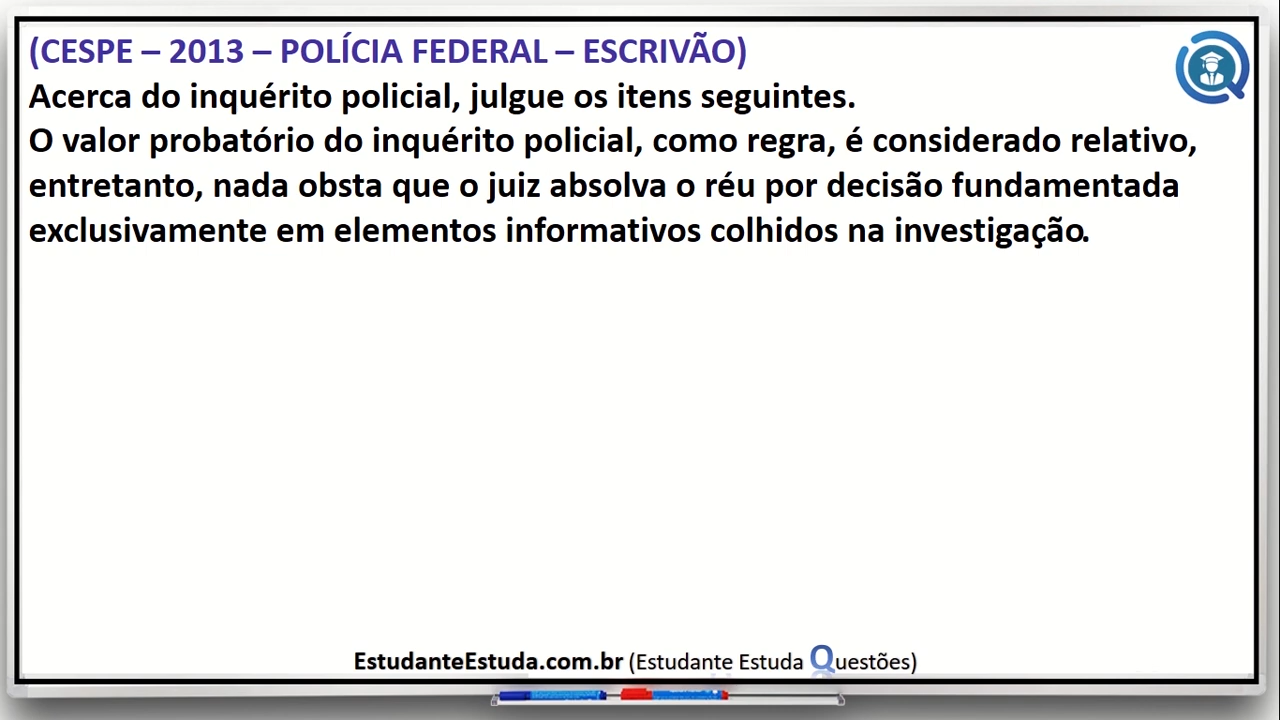 (CESPE – 2013 – POLÍCIA FEDERAL – ESCRIVÃO)
Acerca do inquérito policial, julgue os itens seguintes.
O valor probatório do inquérito policial, como regra, é considerado relativo,
entretanto, nada obsta que o juiz absolva o réu por decisão fundamentada
exclusivamente em elementos informativos colhidos na investigação.
EstudanteEstuda.com.br (Estudante Estuda Questões)